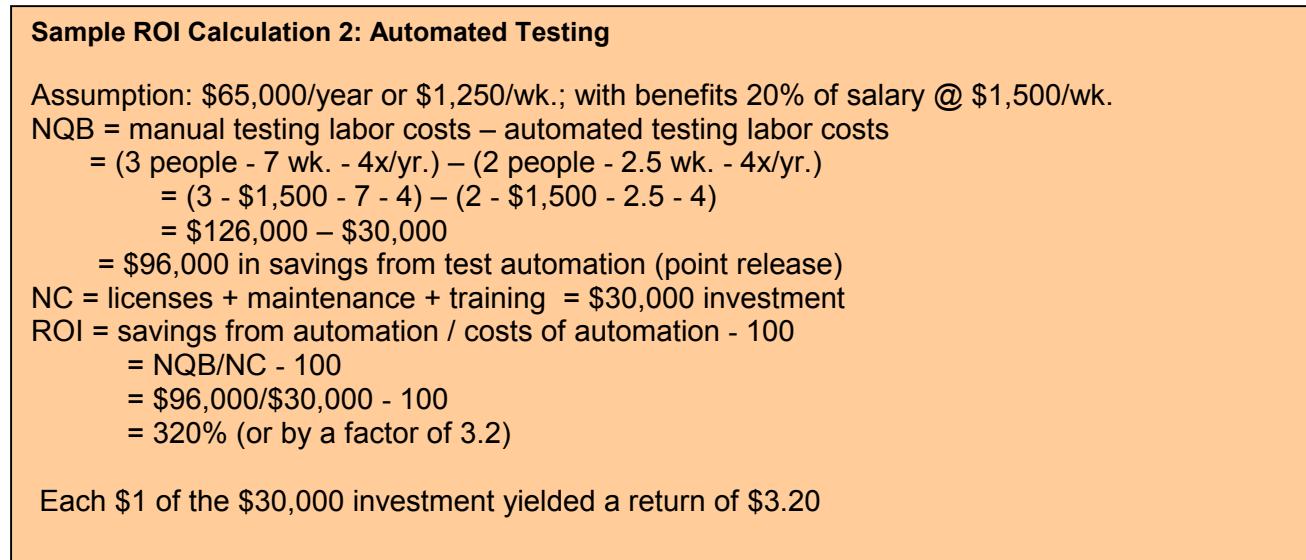 Sample ROI Calculation 2: Automated Testing
Assumption: $65,000/year or $1,250/wk.; with benefits 20% of salary @ $1,500/wk.
NQB = manual testing labor costs – automated testing labor costs
= (3 people - 7 wk. - 4x/yr.) – (2 people - 2.5 wk. - 4x/yr.)
= (3 - $1,500 - 7 - 4) – (2 - $1,500 - 2.5 - 4)
= $126,000 – $30,000
= $96,000 in savings from test automation (point release)
NC = licenses + maintenance + training = $30,000 investment
ROI = savings from automation / costs of automation - 100
= NQB/NC - 100
= $96,000/$30,000 - 100
= 320% (or by a factor of 3.2)
Each $1 of the $30,000 investment yielded a return of $3.20